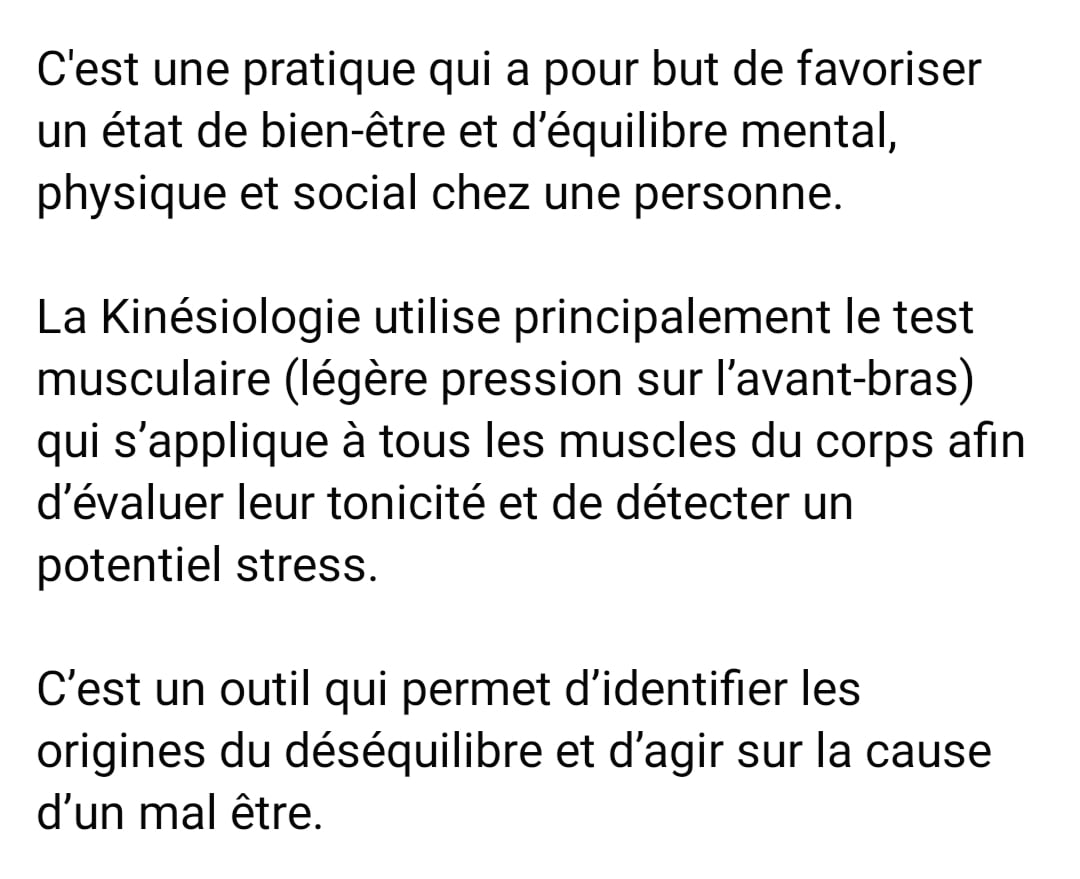 C'est une pratique qui a pour but de favoriser
un état de bien-être et d’équilibre mental,
physique et social chez une personne.
La Kinésiologie utilise principalement le test
musculaire (légère pression sur l’avant-bras)
qui s’applique à tous les muscles du corps afin
d’évaluer leur tonicité et de détecter un
potentiel stress.
C’est un outil qui permet d’identifier les
origines du déséquilibre et d’agir sur la cause
d’un mal être.